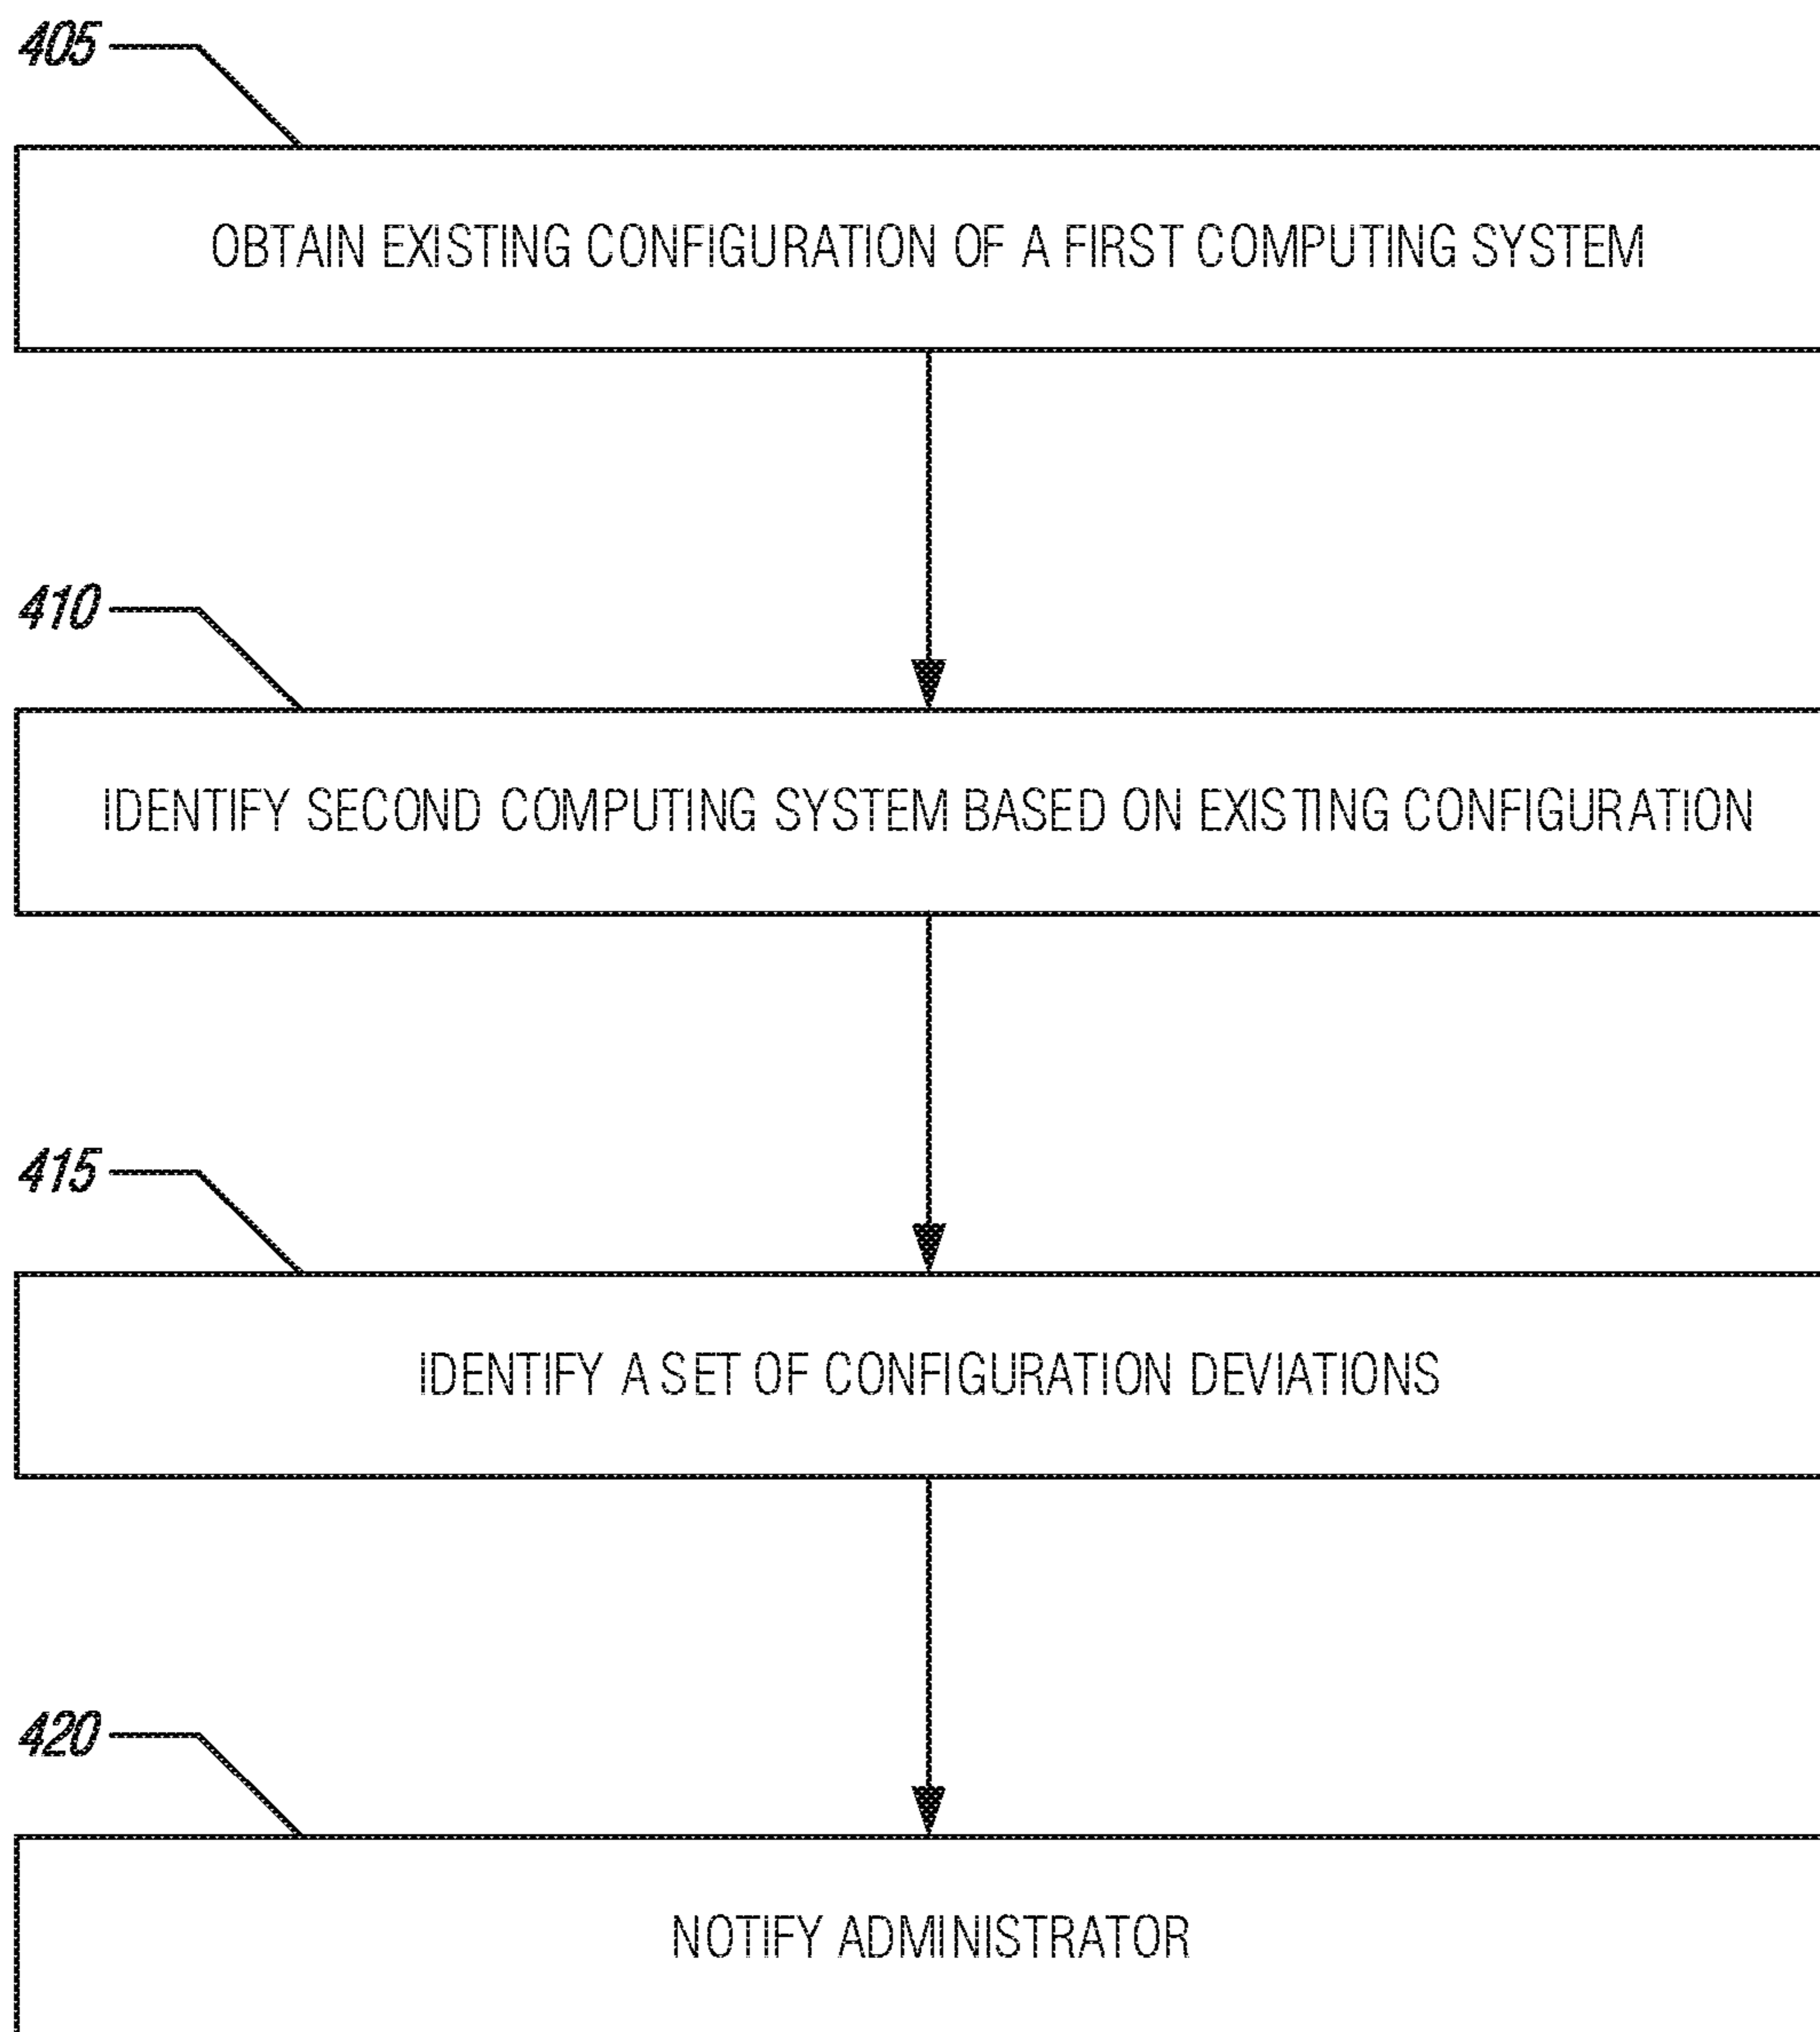 405
OBTAIN EXISTING CONFIGURATION OF A FIRST COMPUTING SYSTEM
410
IDENTIFY SECOND COMPUTING SYSTEM BASED ON EXISTING CONFIGURATION
415
IDENTIFY A SET OF CONFIGURATION DEVIATIONS
420
NOTIFY ADMINISTRATOR